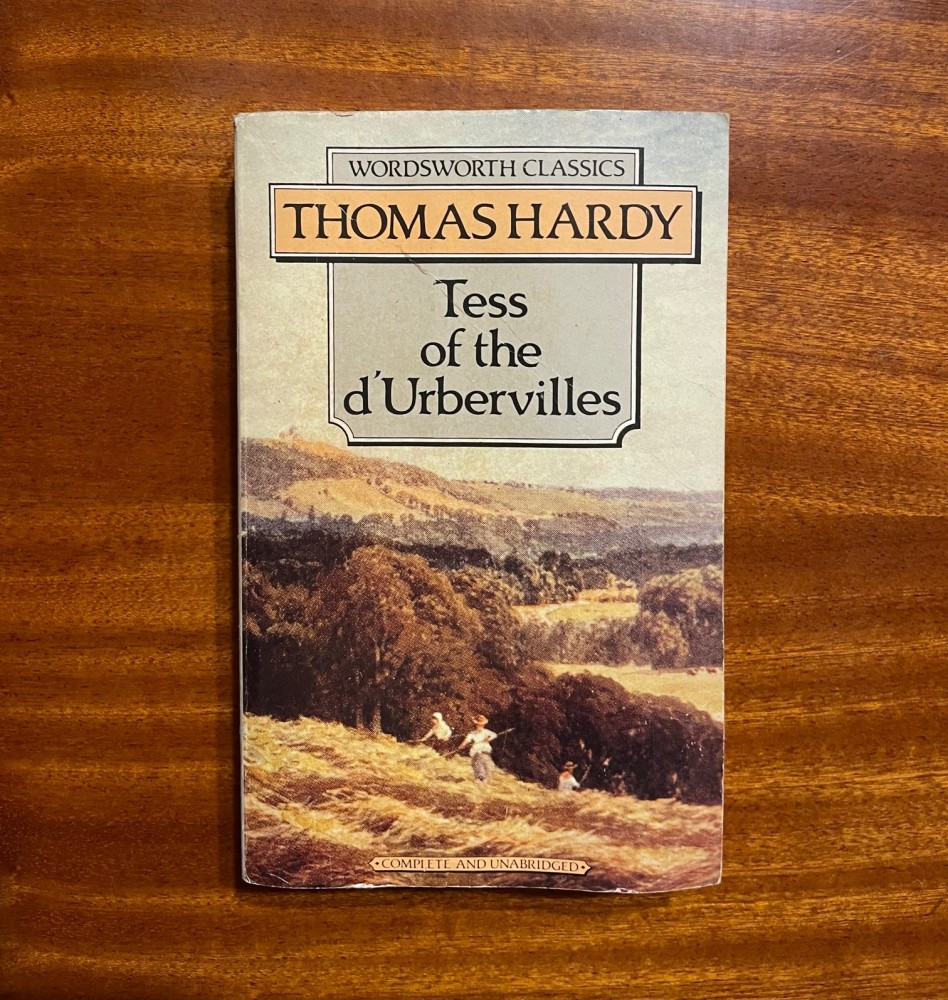 WORDSWORTH CLASSICS
THOMAS HARDY
Tess
of the
d'Urbervilles
COMPLETE AND UNABRIDGED